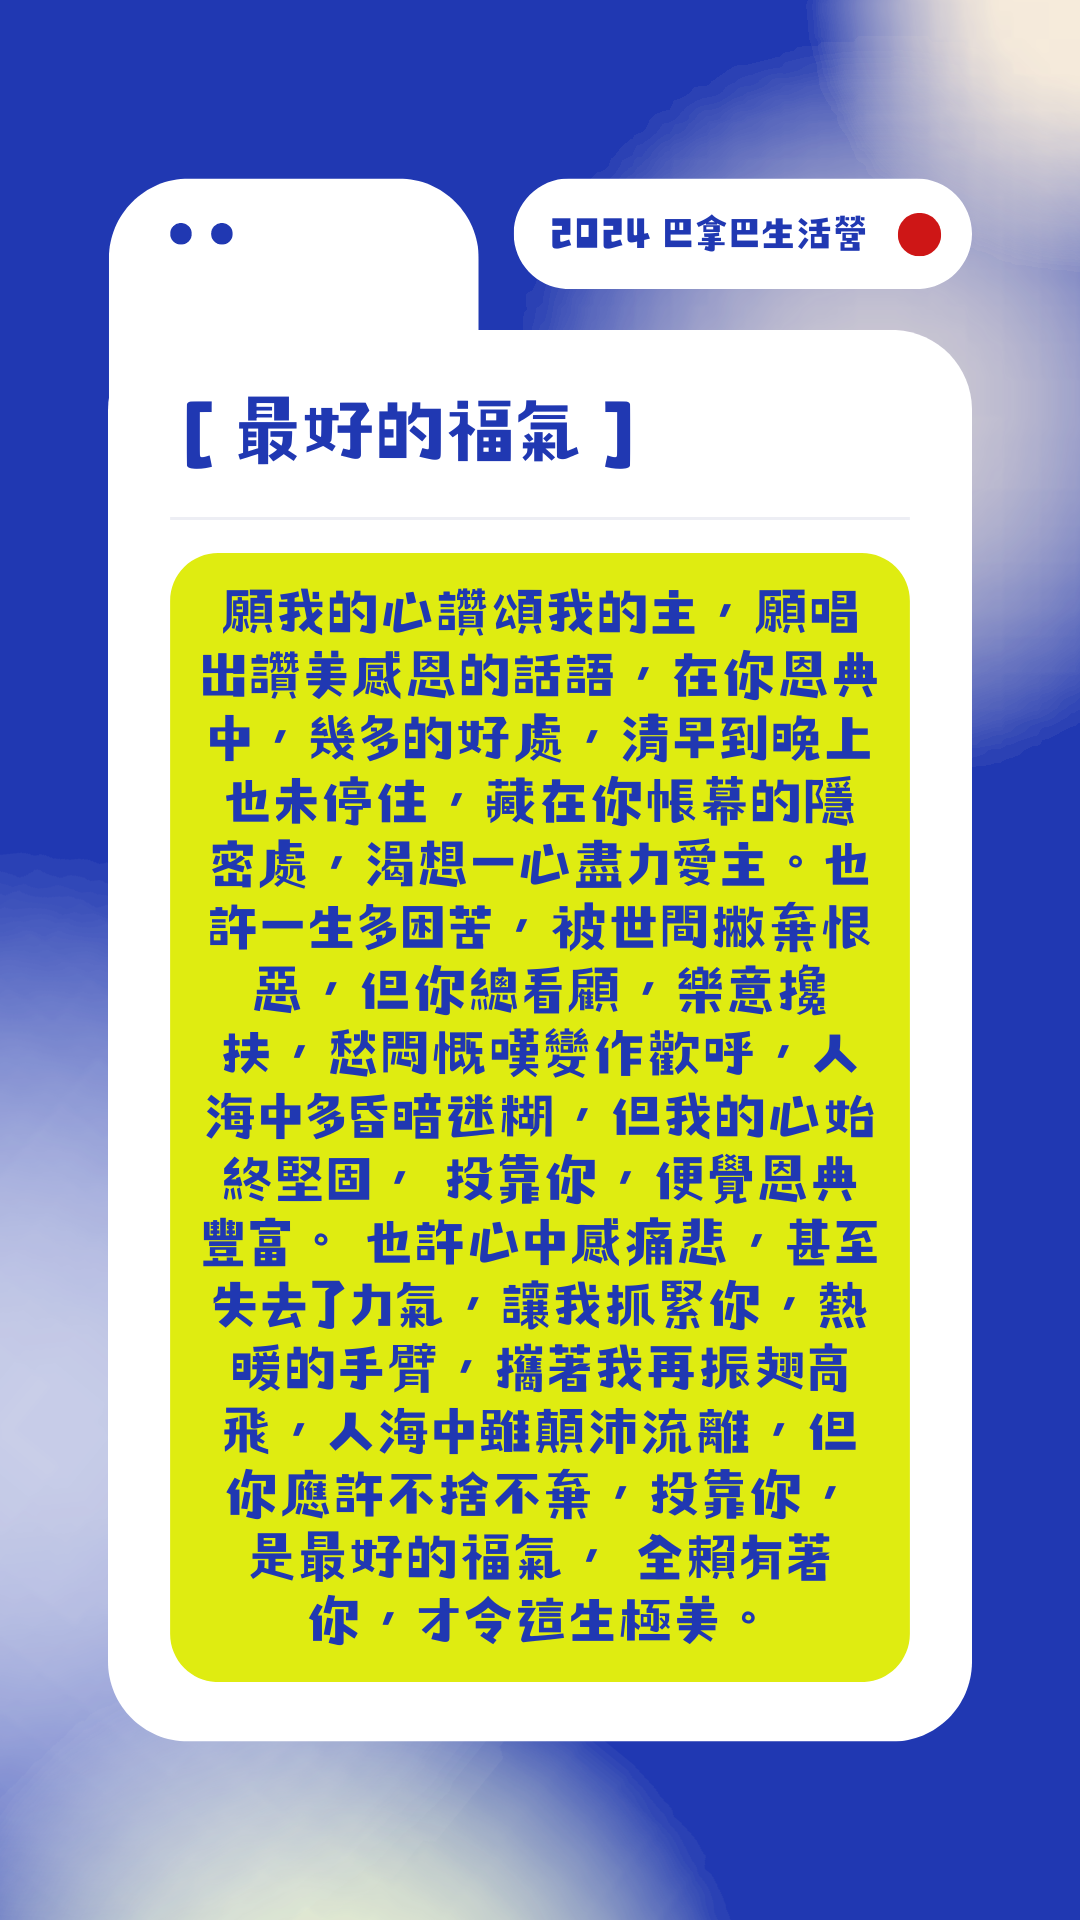 2024 巴拿巴生活營
[ 最好的福氣 ]
願我的心讚頌我的主，願唱
出讚美感恩的話語，在你恩典
中，幾多的好處，清早到晚上
也未停住，藏在你帳幕的隱
密處，渴想一心盡力愛主。也
許一生多困苦，被世間撇棄恨
惡，但你總看顧，樂意攙
扶，愁悶慨嘆變作歡呼，人
海中多昏暗迷糊，但我的心始
終堅固， 投靠你，便覺恩典
豐富。 也許心中感痛悲，甚至
失去了力氣，讓我抓緊你，熱
暖的手臂，攜著我再振翅高
飛，人海中雖顛沛流離，但
你應許不捨不棄，投靠你，
是最好的福氣， 全賴有著
你，才令這生極美。